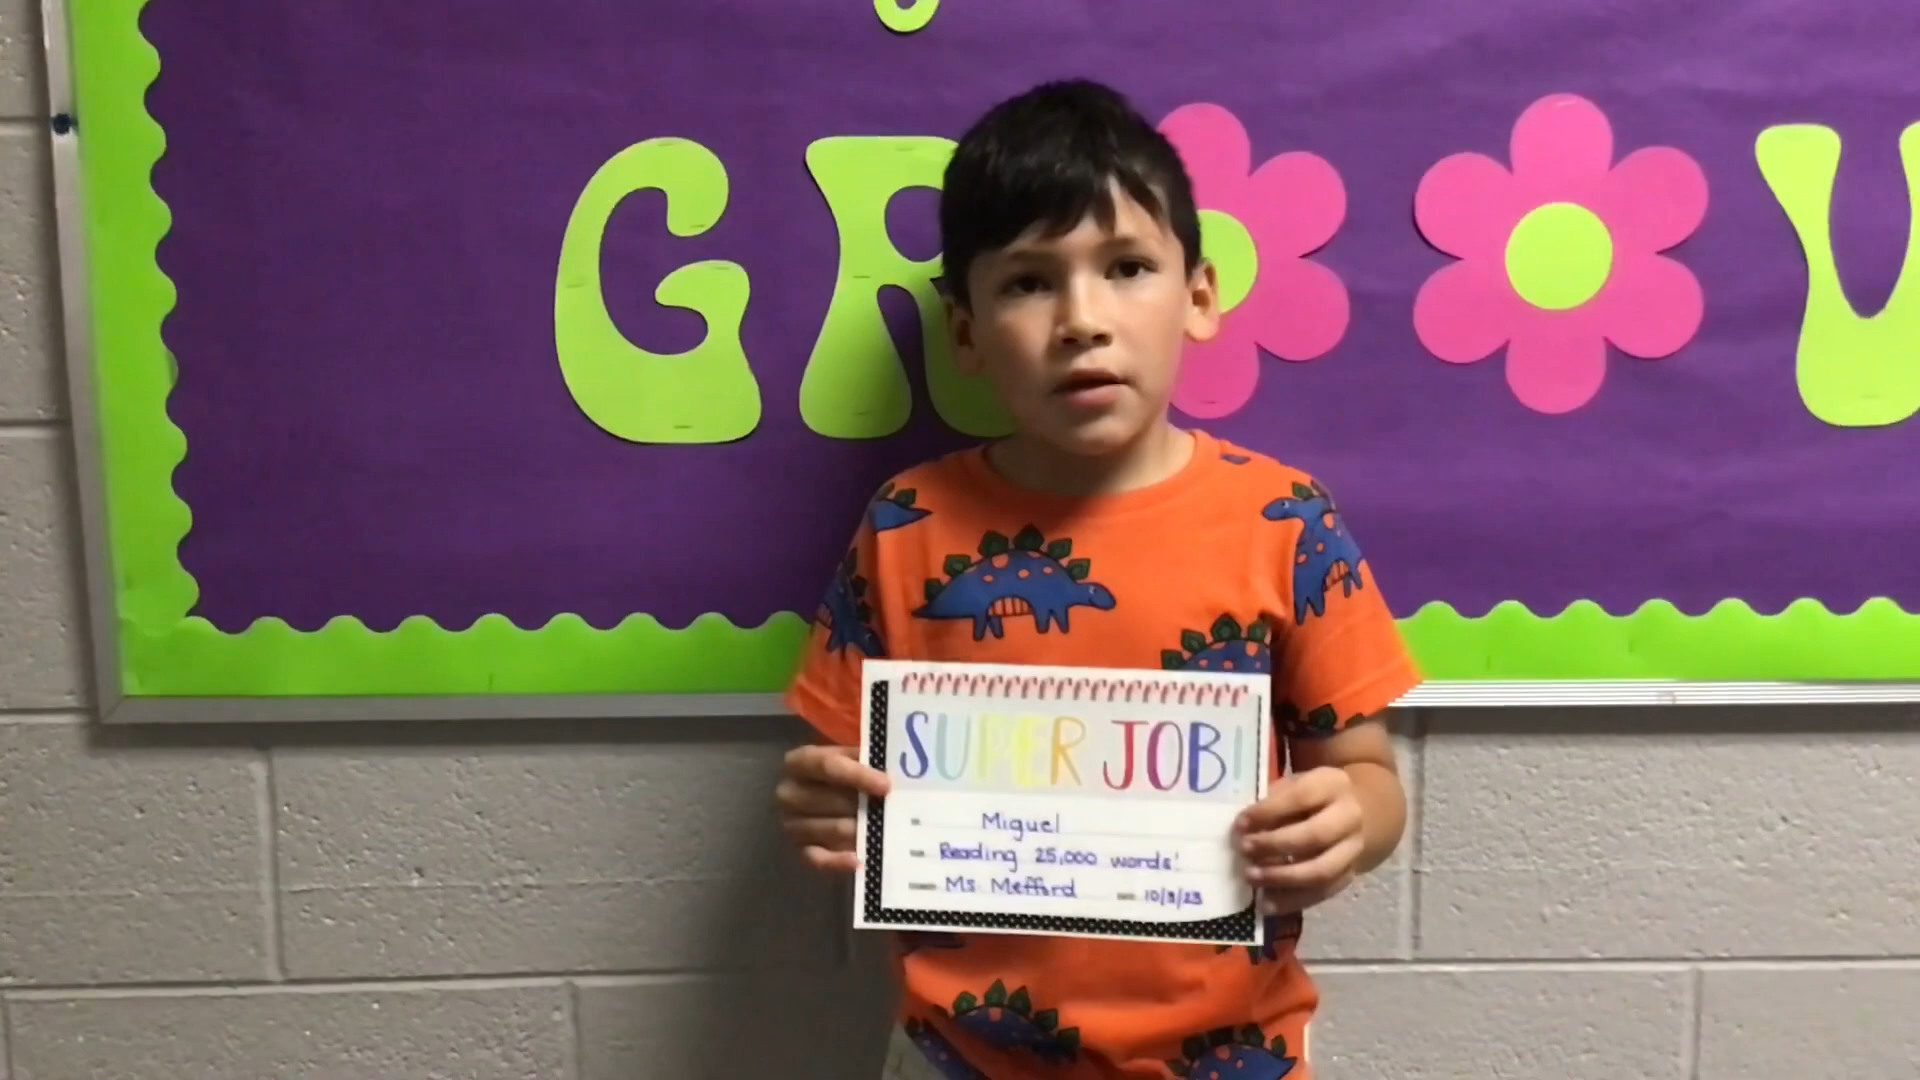 GR V
SUPER JOB!
Miguel
Reading 25,000 words!
Ms. Mefford 10/3/23